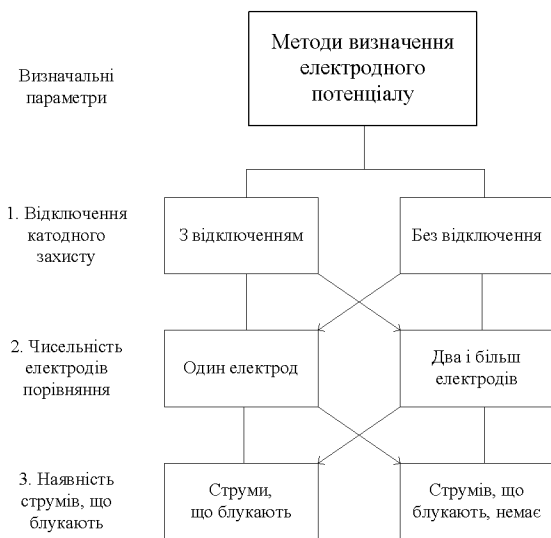 Методи визначення
електродного
потенціалу
Визначальні
параметри
1. Відключення
катодного
захисту
З відключенням
Без відключення
2. Чисельність
електродів
порівняння
Один електрод
Два і більш
електродів
3. Наявність
струмів, що
блукають
Струми,
що блукають
Струмів, що
блукають, немає